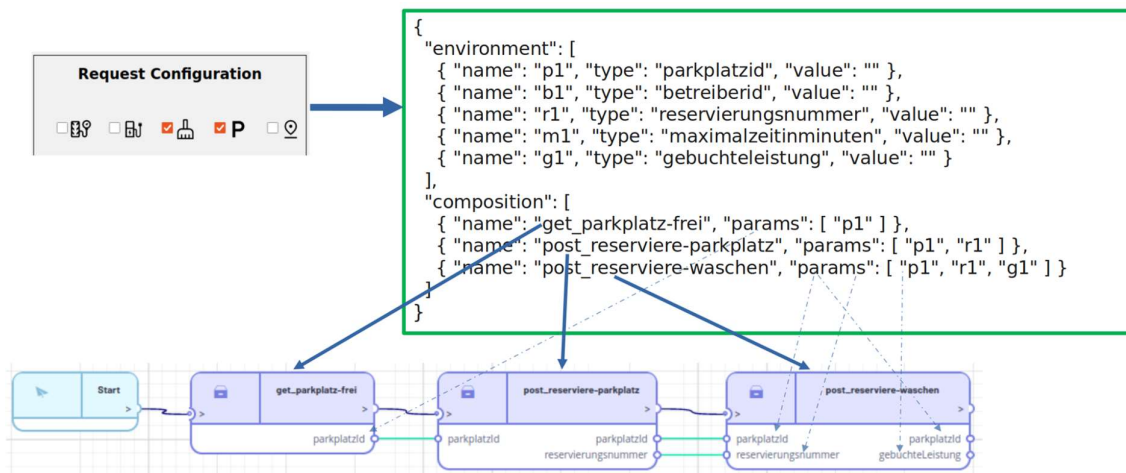 Request Configuration
P
{
"environment": [
{ "name": "p1", "type": "parkplatzid", "value": "" },
{ "name": "b1", "type": "betreiberid", "value": "" },
{ "name": "r1", "type": "reservierungsnummer", "value": "" },
{ "name": "m1", "type": "maximalzeitinminuten", "value": "" },
{ "name": "g1", "type": "gebuchteleistung", "value": "" }
],
"composition": [
{ "name": "get_parkplatz-frei", "params": [ "p1" ] },
{ "name": "post_reserviere-parkplatz", "params": [ "p1", "r1" ] },
{ "name": "post_reserviere-waschen", "params": [ "p1", "r1", "g1" ] }
]
}
Start
>
get_parkplatz-frei
> >
parkplatzId
post_reserviere-parkplatz
> >
parkplatzId parkplatzId
reservierungsnummer
post_reserviere-waschen
> >
parkplatzId parkplatzId
reservierungsnummer gebuchteLeistung